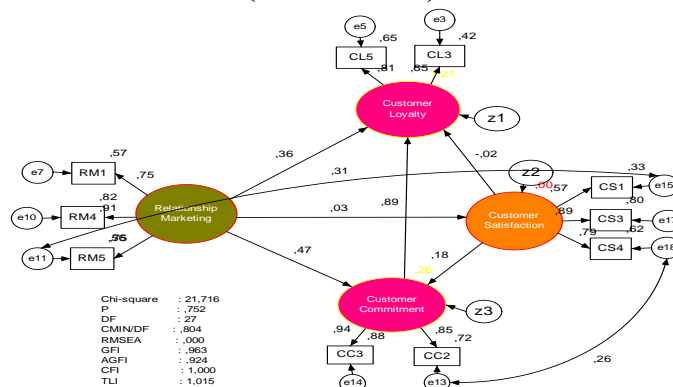 e5
e3
,65
,42
CL5
CL3
,81
,65
,21
Customer
Loyalty
z1
e7
,57
RM1
,75
,36
,31
-,02
z2
,00
,57
,33
CS1
e15
,82
,91
e10
RM4
Relationship
Marketing
,03
,89
,89
,80
CS3
e17
Customer
Satisfaction
,79
,62
CS4
e18
e11
RM5
,75
,47
,18
,26
Customer
Commitment
z3
,94
,88
,85
,72
CC3
CC2
e14
e13
,26
Chi-square : 21,716
P : ,752
DF : 27
CMIN/DF : ,804
RMSEA : ,000
GFI : ,963
AGFI : ,924
CFI : 1,000
TLI : 1,015